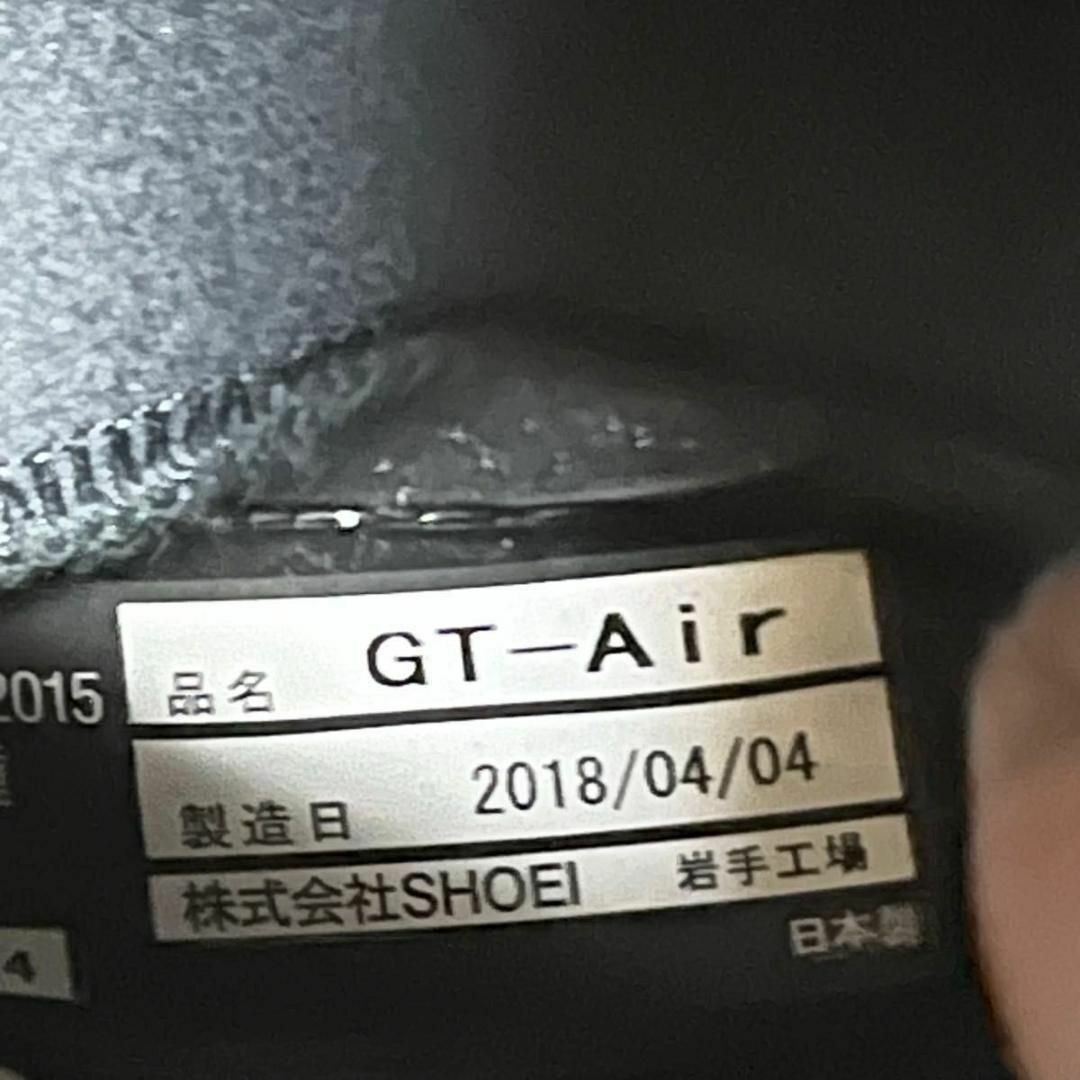 2015
品名 GT-Air
製造日 2018/04/04
株式会社SHOEI 岩手工場
4
日本製